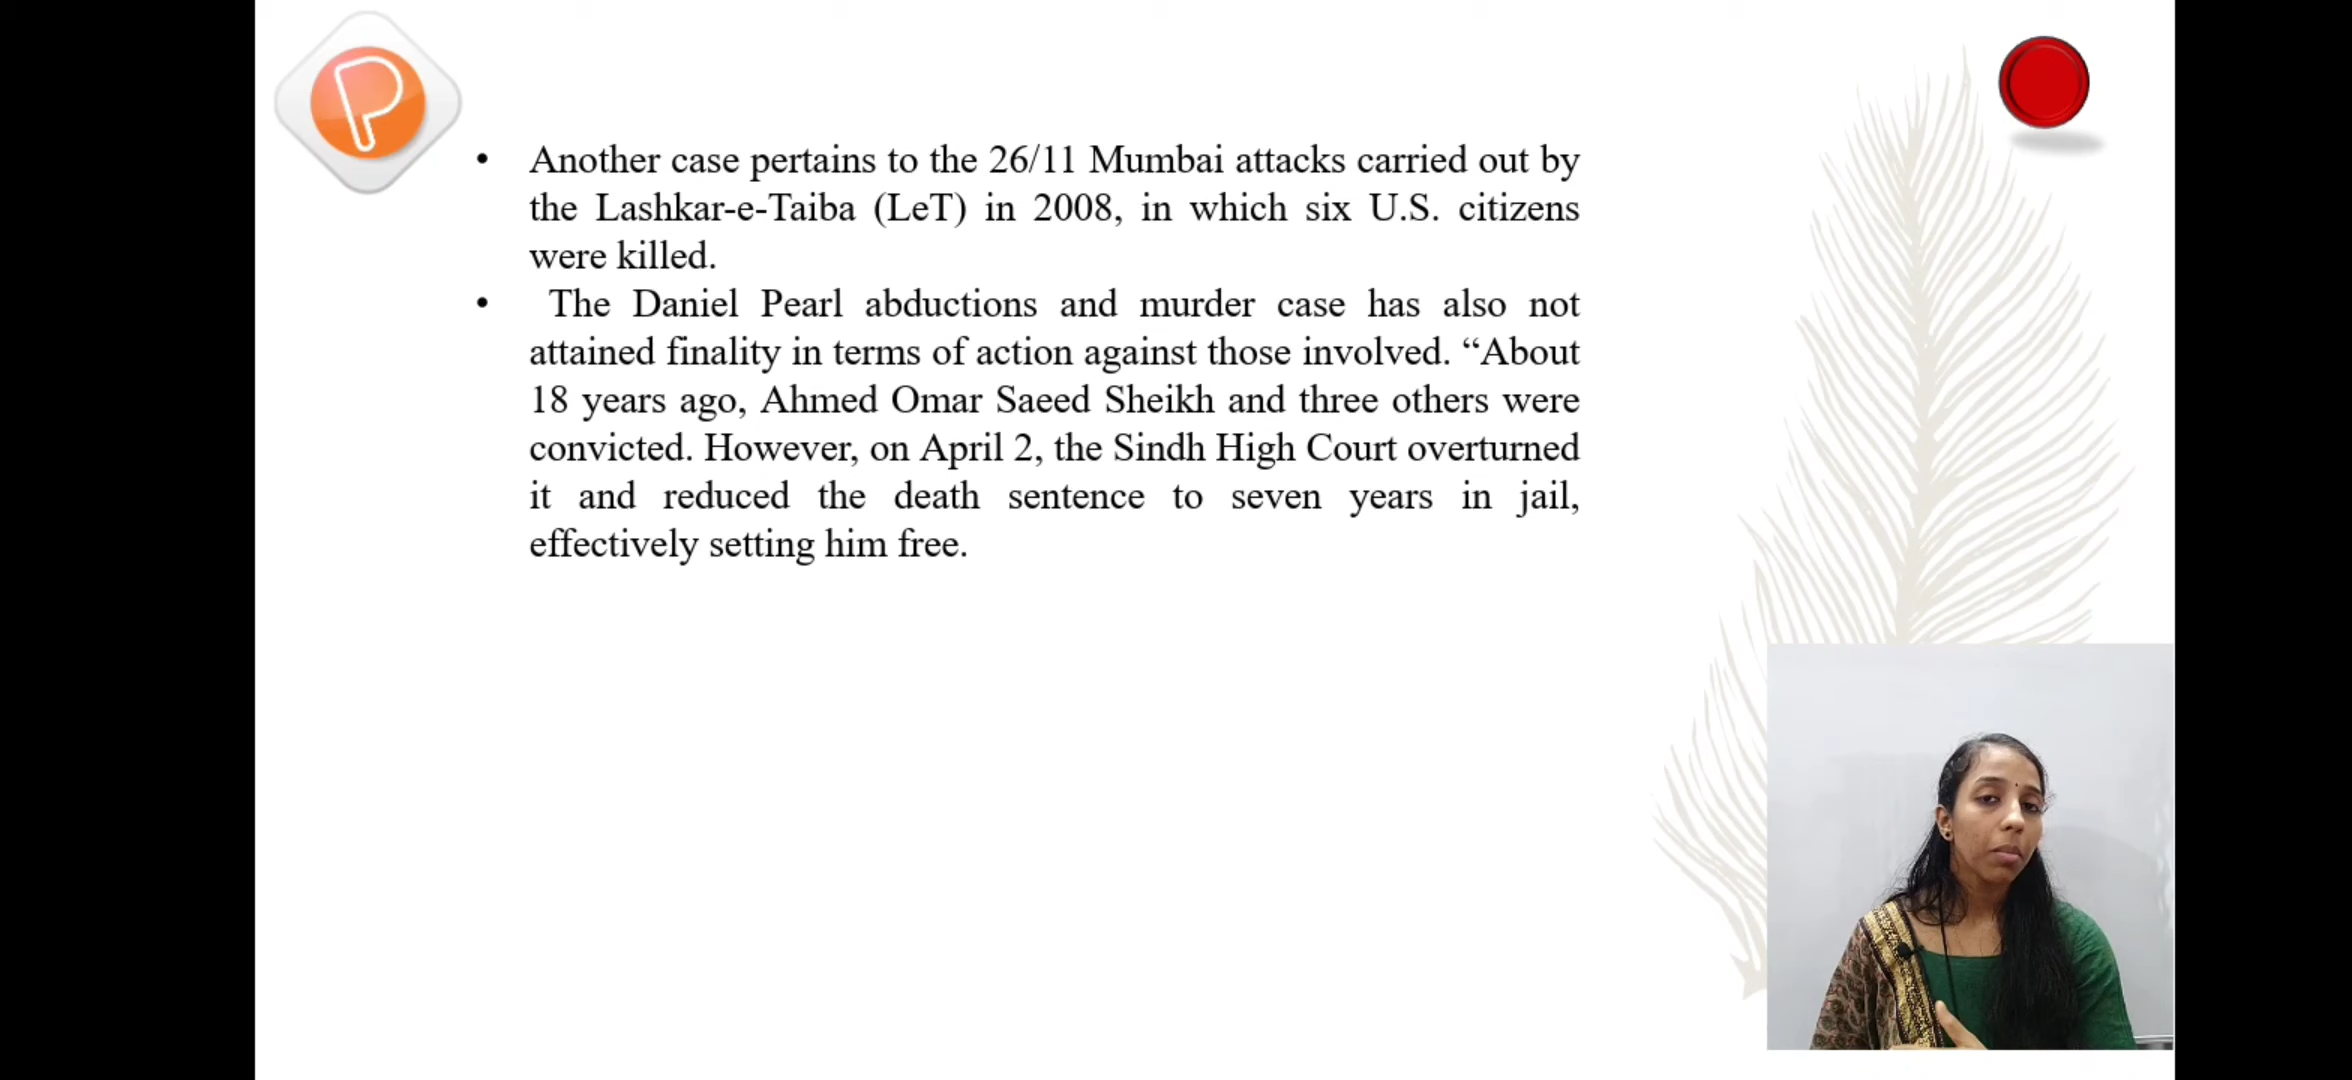 • Another case pertains to the 26/11 Mumbai attacks carried out by
the Lashkar-e-Taiba (LeT) in 2008, in which six U.S. citizens
were killed.
• The Daniel Pearl abductions and murder case has also not
attained finality in terms of action against those involved. “About
18 years ago, Ahmed Omar Saeed Sheikh and three others were
convicted. However, on April 2, the Sindh High Court overturned
it and reduced the death sentence to seven years in jail,
effectively setting him free.